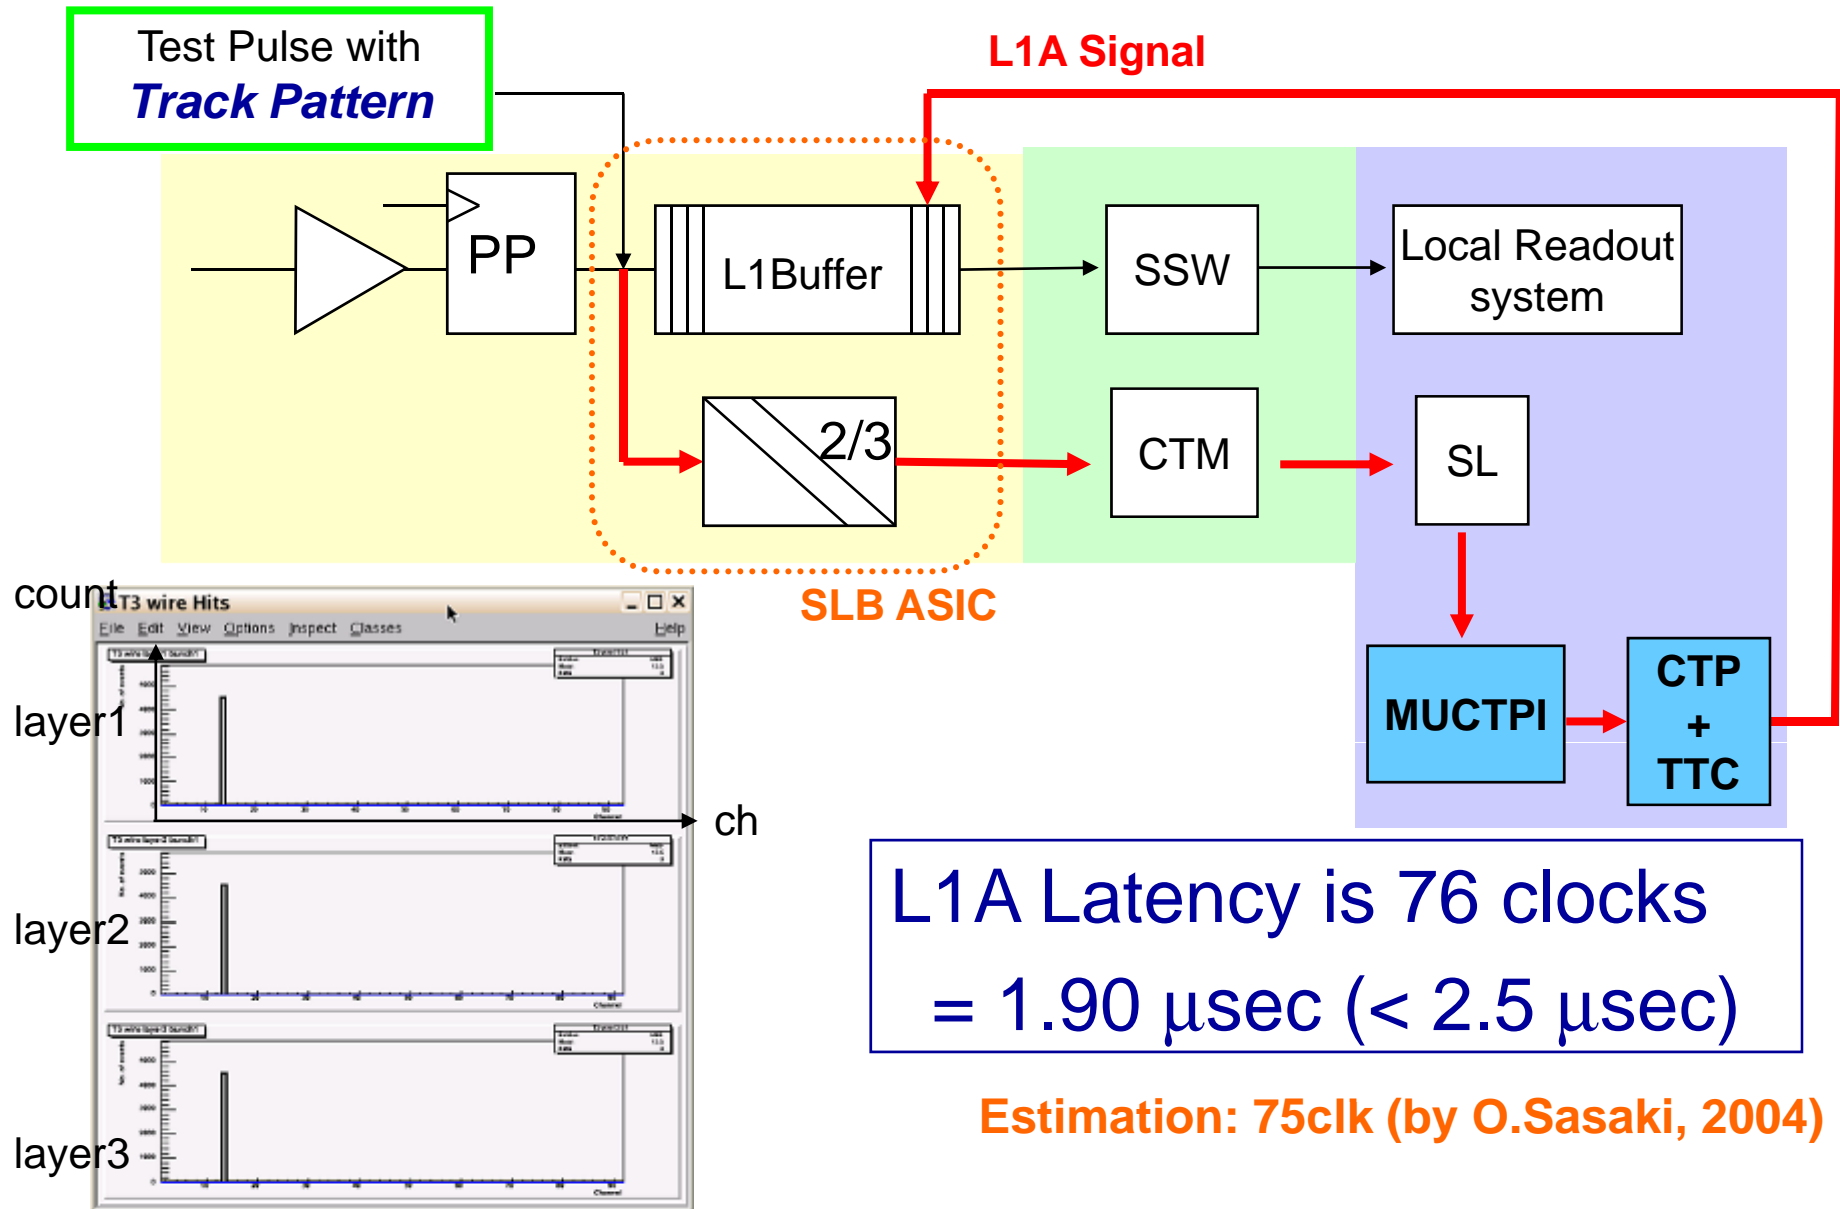 Test Pulse with
Track Pattern
L1A Signal
PP
L1Buffer
SSW
Local Readout
system
2/3
CTM
SL
SLB ASIC
MUCTPI
CTP
+
TTC
count
T3 wire Hits
File Edit View Options Inspect Classes Help
layer1
ch
layer2
layer3
L1A Latency is 76 clocks
= 1.90 μsec (< 2.5 μsec)
Estimation: 75clk (by O.Sasaki, 2004)